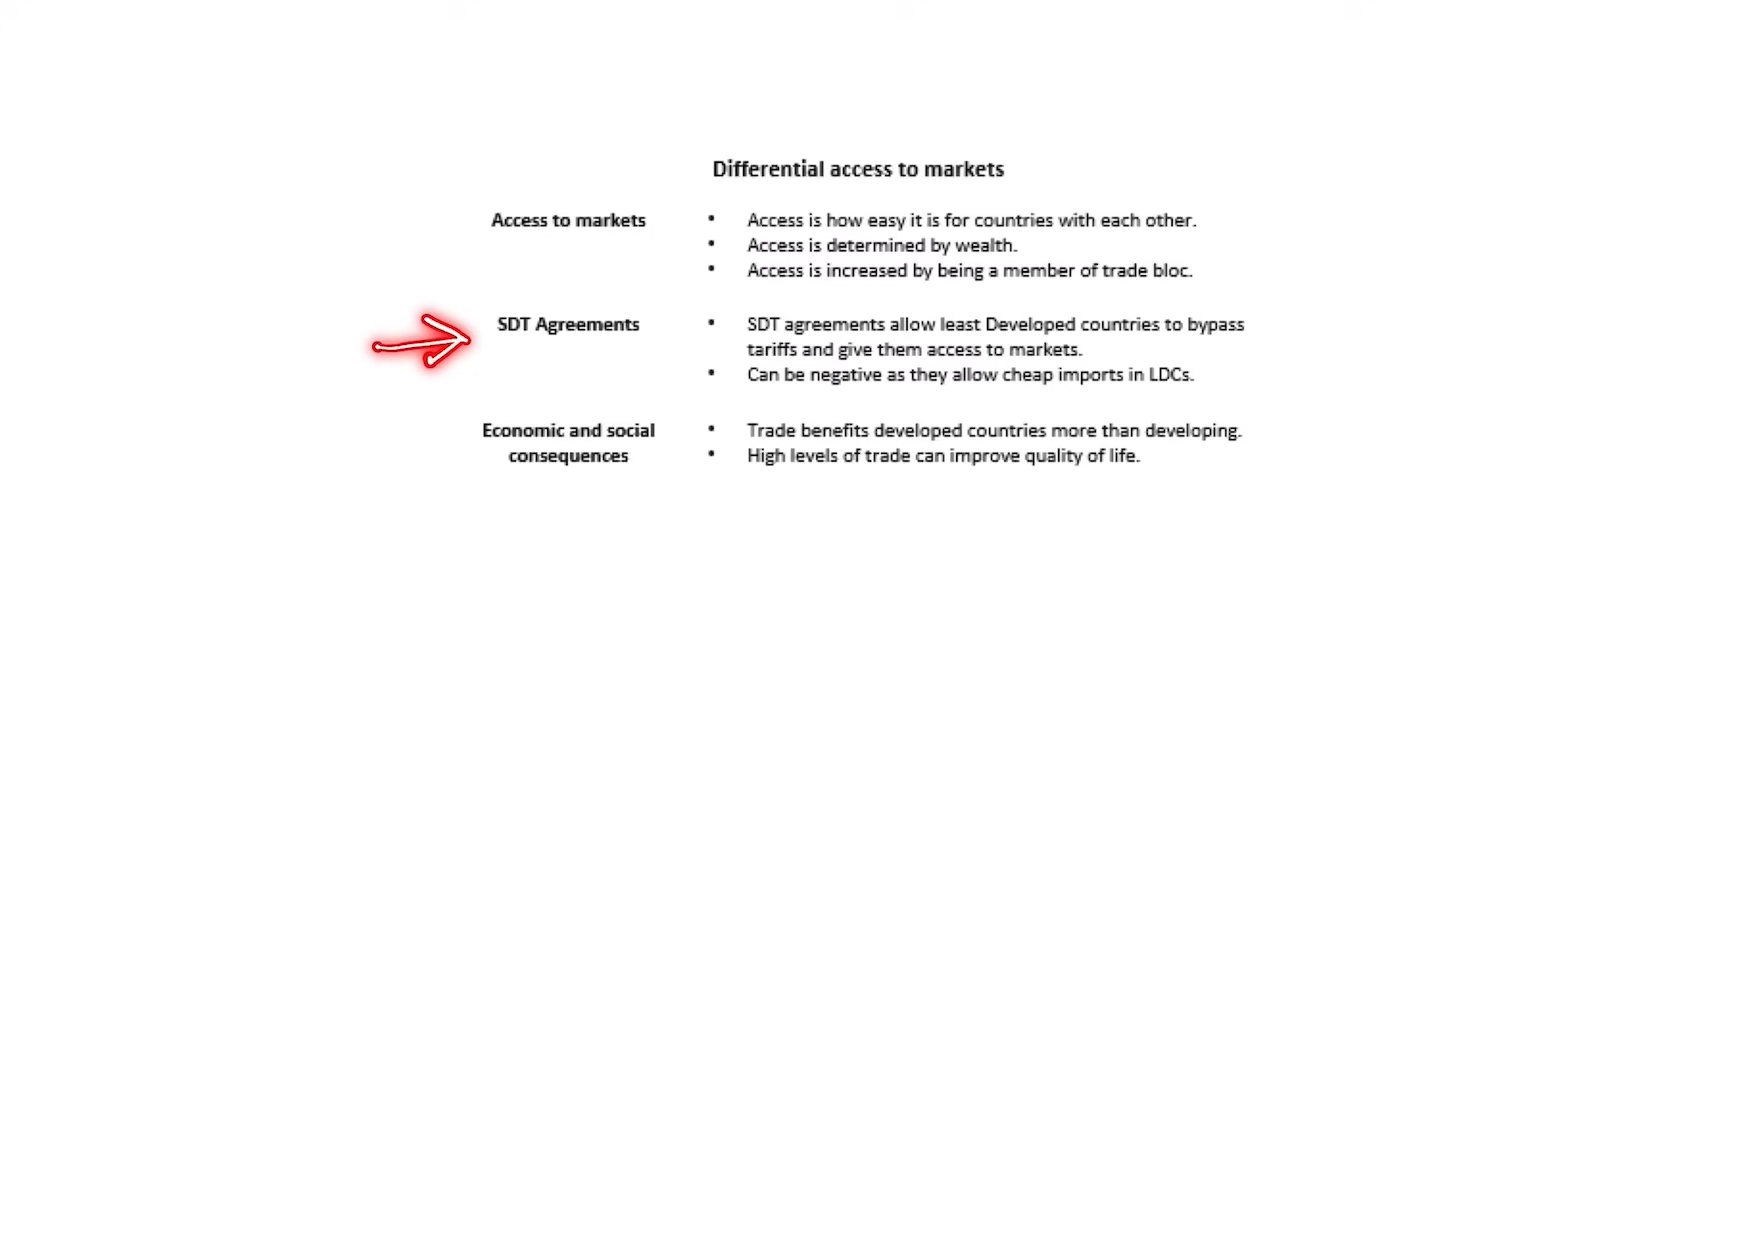 Differential access to markets
Access to markets
• Access is how easy it is for countries with each other.
• Access is determined by wealth.
• Access is increased by being a member of trade bloc.
SDT Agreements
• SDT agreements allow least Developed countries to bypass
tariffs and give them access to markets.
• Can be negative as they allow cheap imports in LDCs.
Economic and social
consequences
• Trade benefits developed countries more than developing.
• High levels of trade can improve quality of life.